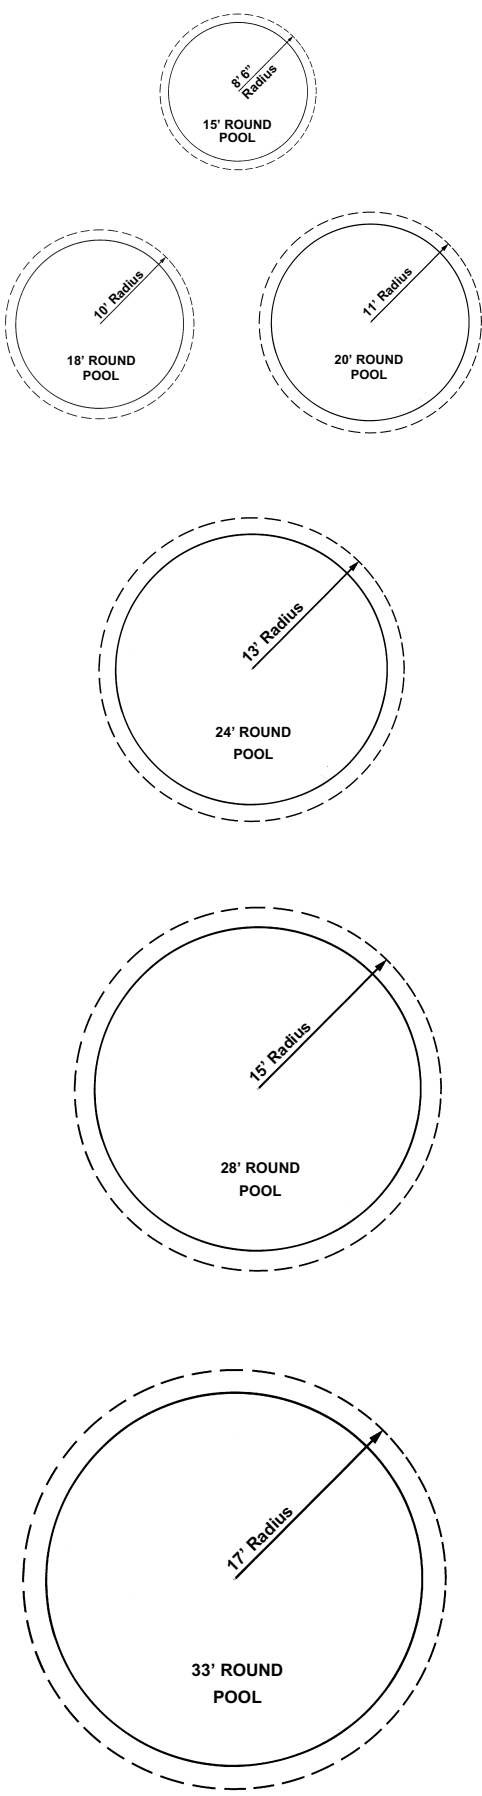 8' 6”
Radius
15’ ROUND
POOL
10’ Radius
18’ ROUND
POOL
11’ Radius
20’ ROUND
POOL
13’ Radius
24’ ROUND
POOL
15’ Radius
28’ ROUND
POOL
17’ Radius
33’ ROUND
POOL